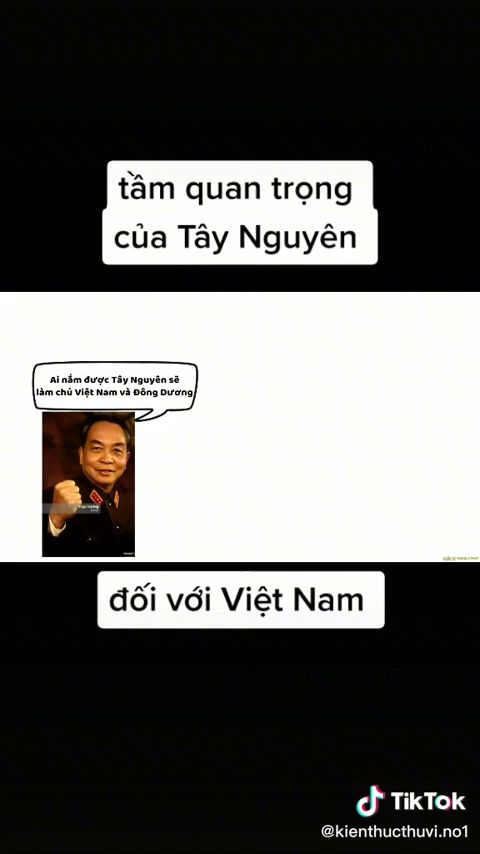 tầm quan trọng
của Tây Nguyên
Ai nắm được Tây Nguyên sẽ
làm chủ Việt Nam và Đông Dương
đối với Việt Nam
TikTok
@kienthucthuvi.no1